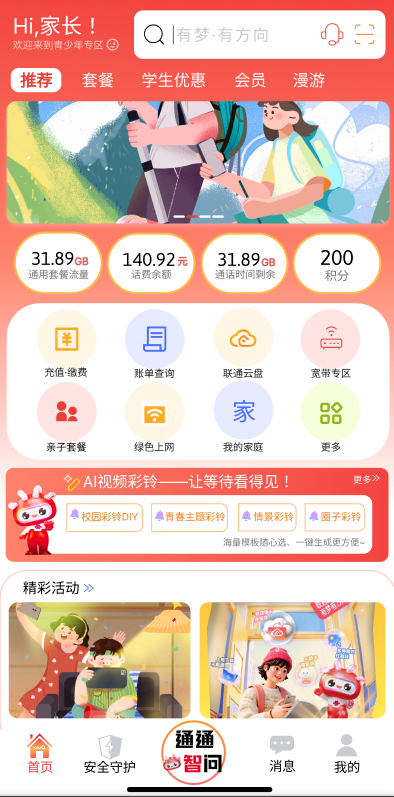 Hi,家长！
欢迎来到青少年专区
有梦·有方向
推荐 套餐 学生优惠 会员 漫游
31.89GB 140.92元 31.89GB 200
通用套餐流量 话费余额 通话时间剩余 积分
充值·缴费 账单查询 联通云盘 宽带专区
家
亲子套餐 绿色上网 我的家庭 更多
AI视频彩铃——让等待看得见！ 更多>>
校园彩铃DIY 青春主题彩铃 情景彩铃 圈子彩铃
海量模板随心选、一键生成更方便~
精彩活动 >>
通通
智问
首页 安全守护 消息 我的